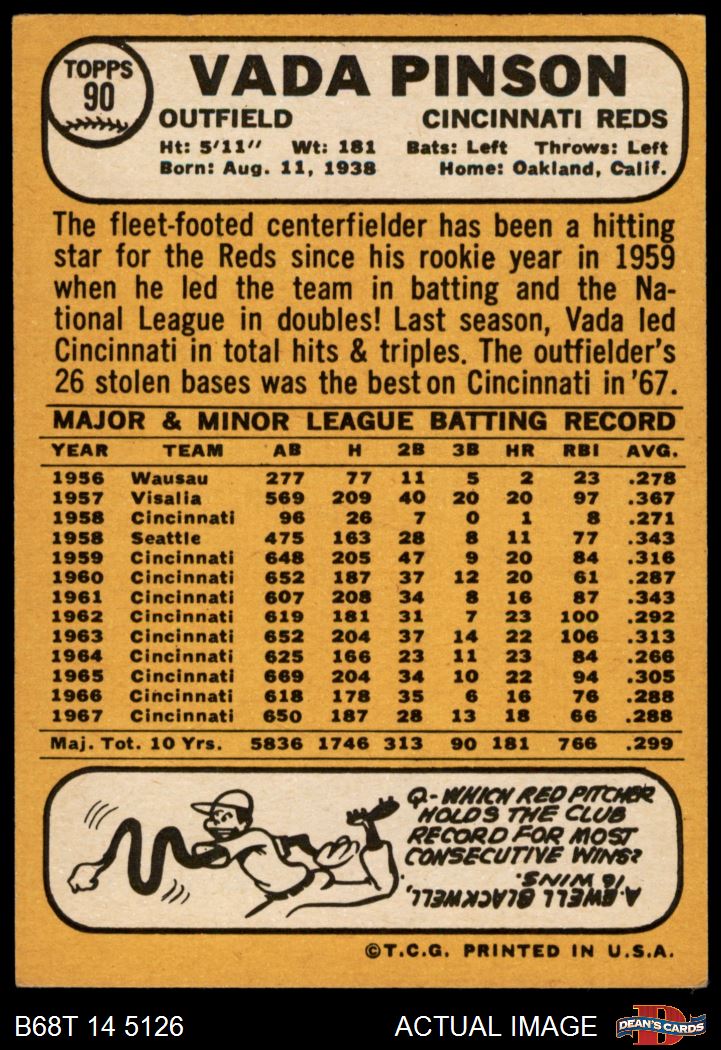 TOPPS
90
VADA PINSON
OUTFIELD CINCINNATI REDS
Ht: 5'11" Wt: 181 Bats: Left Throws: Left
Born: Aug. 11, 1938 Home: Oakland, Calif.
The fleet-footed centerfielder has been a hitting
star for the Reds since his rookie year in 1959
when he led the team in batting and the Na-
tional League in doubles! Last season, Vada led
Cincinnati in total hits & triples. The outfielder's
26 stolen bases was the best on Cincinnati in '67.
MAJOR & MINOR LEAGUE BATTING RECORD
YEAR TEAM AB H 2B 3B HR RBI AVG.
1956 Wausau 277 77 11 5 2 23 .278
1957 Visalia 569 209 40 20 20 97 .367
1958 Cincinnati 96 26 7 0 1 8 .271
1958 Seattle 475 163 28 8 11 77 .343
1959 Cincinnati 648 205 47 9 20 84 .316
1960 Cincinnati 652 187 37 12 20 61 .287
1961 Cincinnati 607 208 34 8 16 87 .343
1962 Cincinnati 619 181 31 7 23 100 .292
1963 Cincinnati 652 204 37 14 22 106 .313
1964 Cincinnati 625 166 23 11 23 84 .266
1965 Cincinnati 669 204 34 10 22 94 .305
1966 Cincinnati 618 178 35 6 16 76 .288
1967 Cincinnati 650 187 28 13 18 66 .288
Maj. Tot. 10 Yrs. 5836 1746 313 90 181 766 .299
Q-WHICH RED PITCHER
HOLDS THE CLUB
RECORD FOR MOST
CONSECUTIVE WINS?
A. EWELL BLACKWELL,
16 WINS.
©T.C.G. PRINTED IN U.S.A.
B68T 14 5126 ACTUAL IMAGE
D
DEAN'S CARDS